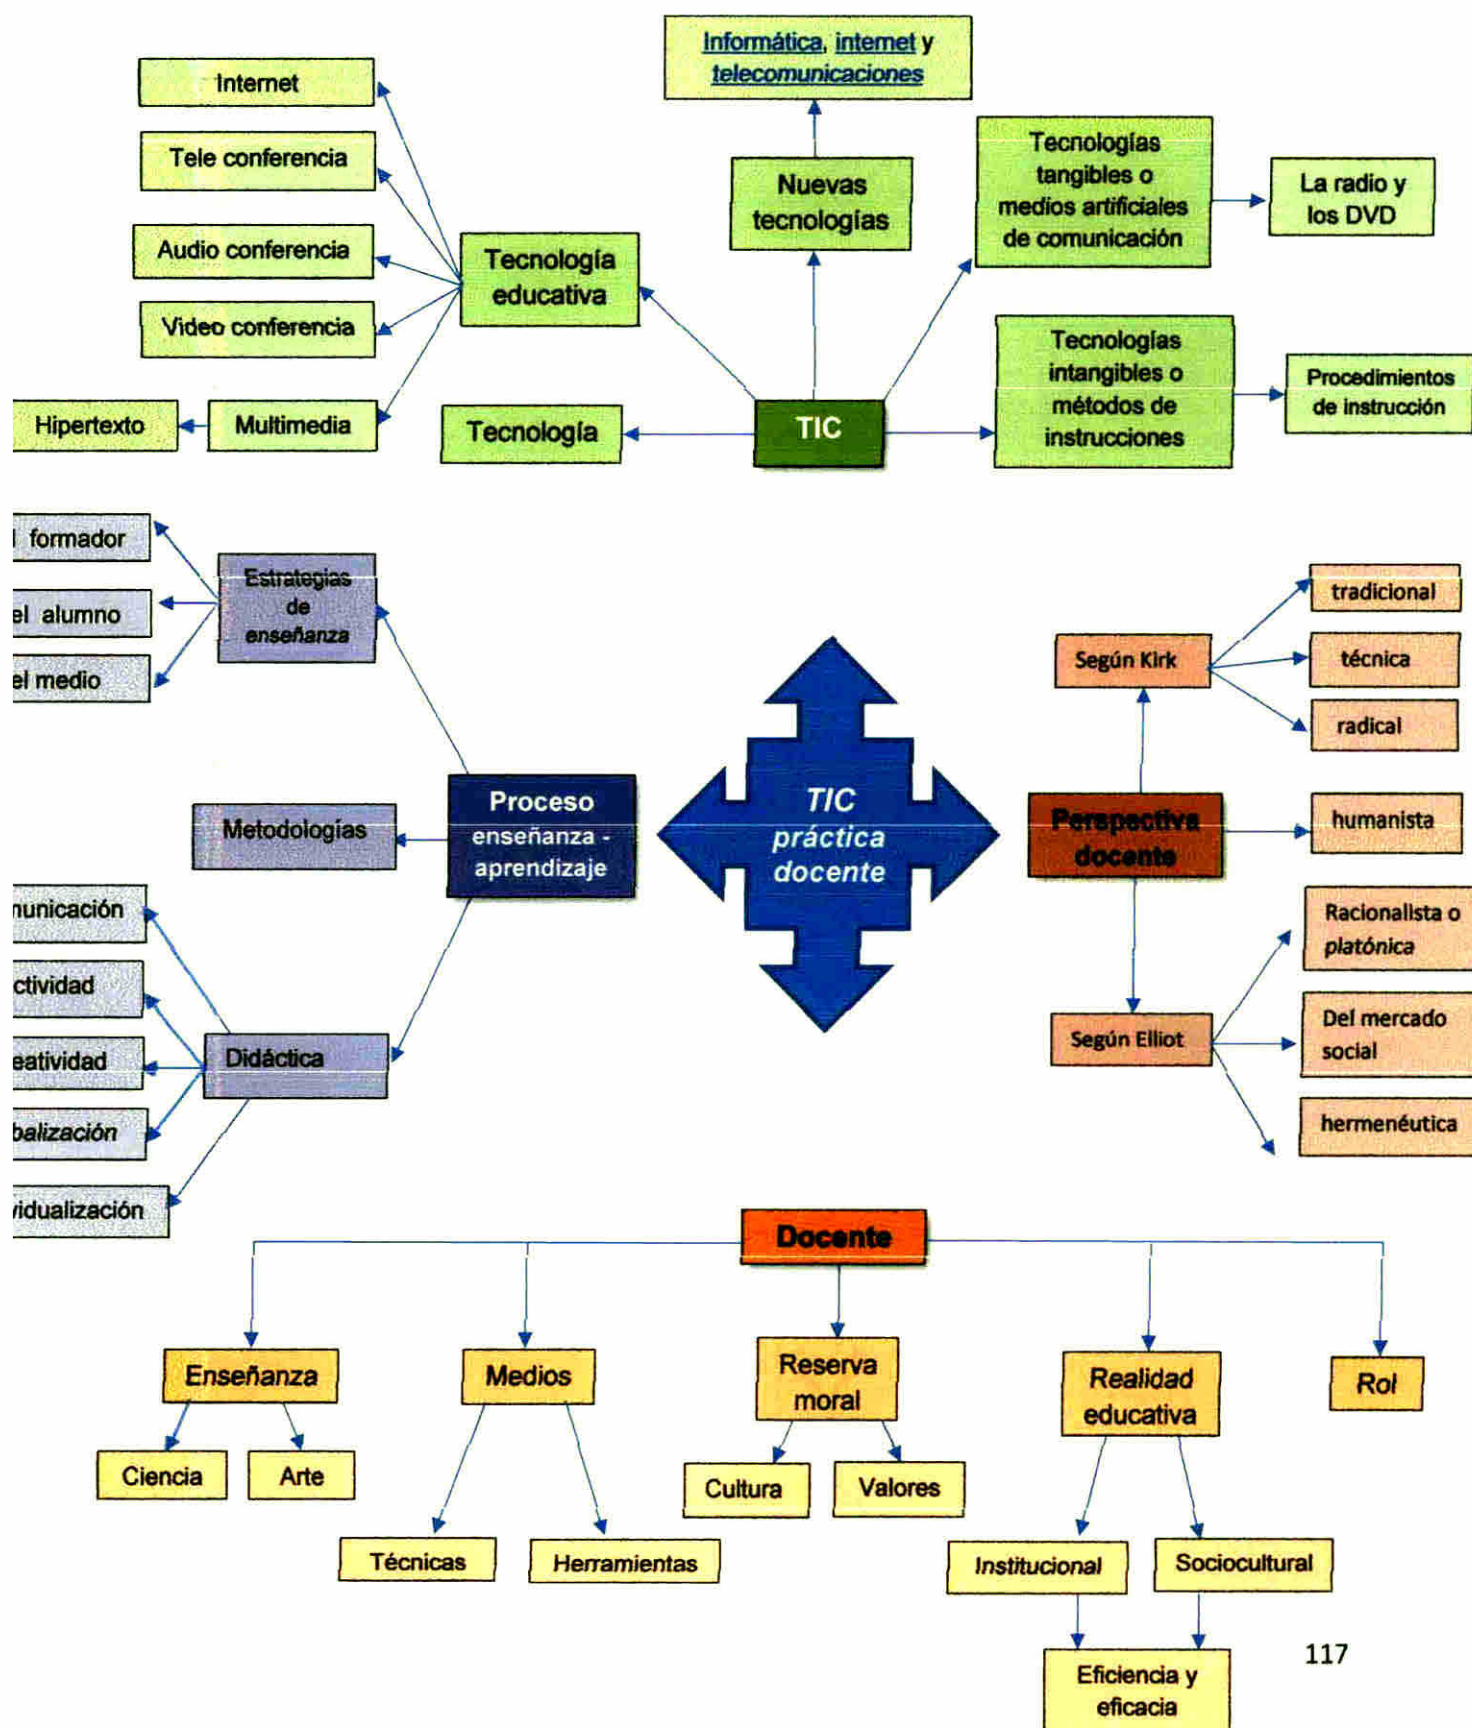 Informática, internet y
telecomunicaciones
Internet
Tele conferencia
Audio conferencia
Video conferencia
Hipertexto
Multimedia
Tecnología
educativa
Nuevas
tecnologías
Tecnologías
tangibles o
medios artificiales
de comunicación
La radio y
los DVD
Tecnologías
intangibles o
métodos de
instrucciones
Procedimientos
de instrucción
Tecnología
TIC
formador
el alumno
el medio
Estrategias
de
enseñanza
Metodologías
Proceso
enseñanza -
aprendizaje
nunicación
ctividad
eatividad
balización
vidualización
Didáctica
TIC
práctica
docente
Según Kirk
tradicional
técnica
radical
Perspectiva
docente
humanista
Según Elliot
Racionalista o
platónica
Del mercado
social
hermenéutica
Docente
Enseñanza
Medios
Reserva
moral
Realidad
educativa
Rol
Ciencia
Arte
Técnicas
Herramientas
Cultura
Valores
Institucional
Sociocultural
Eficiencia y
eficacia
117